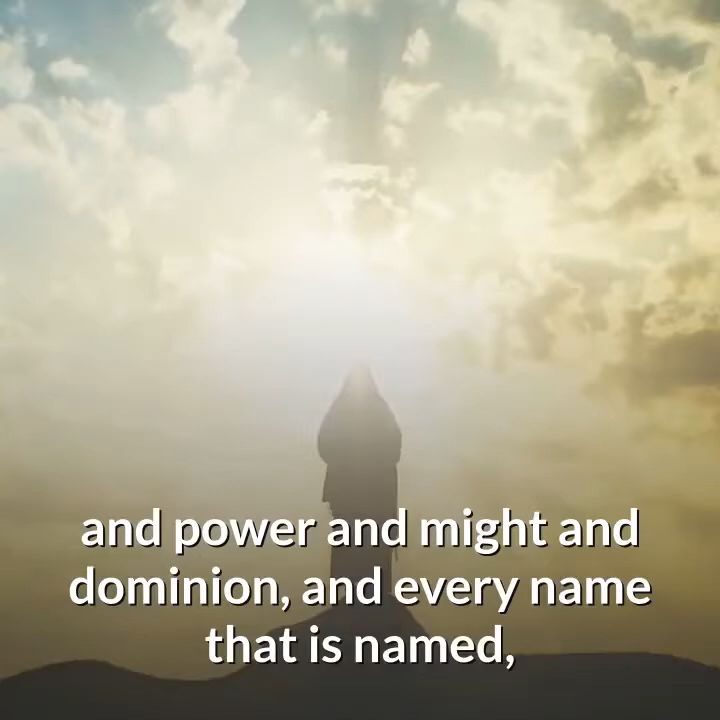 and power and might and
dominion, and every name
that is named,